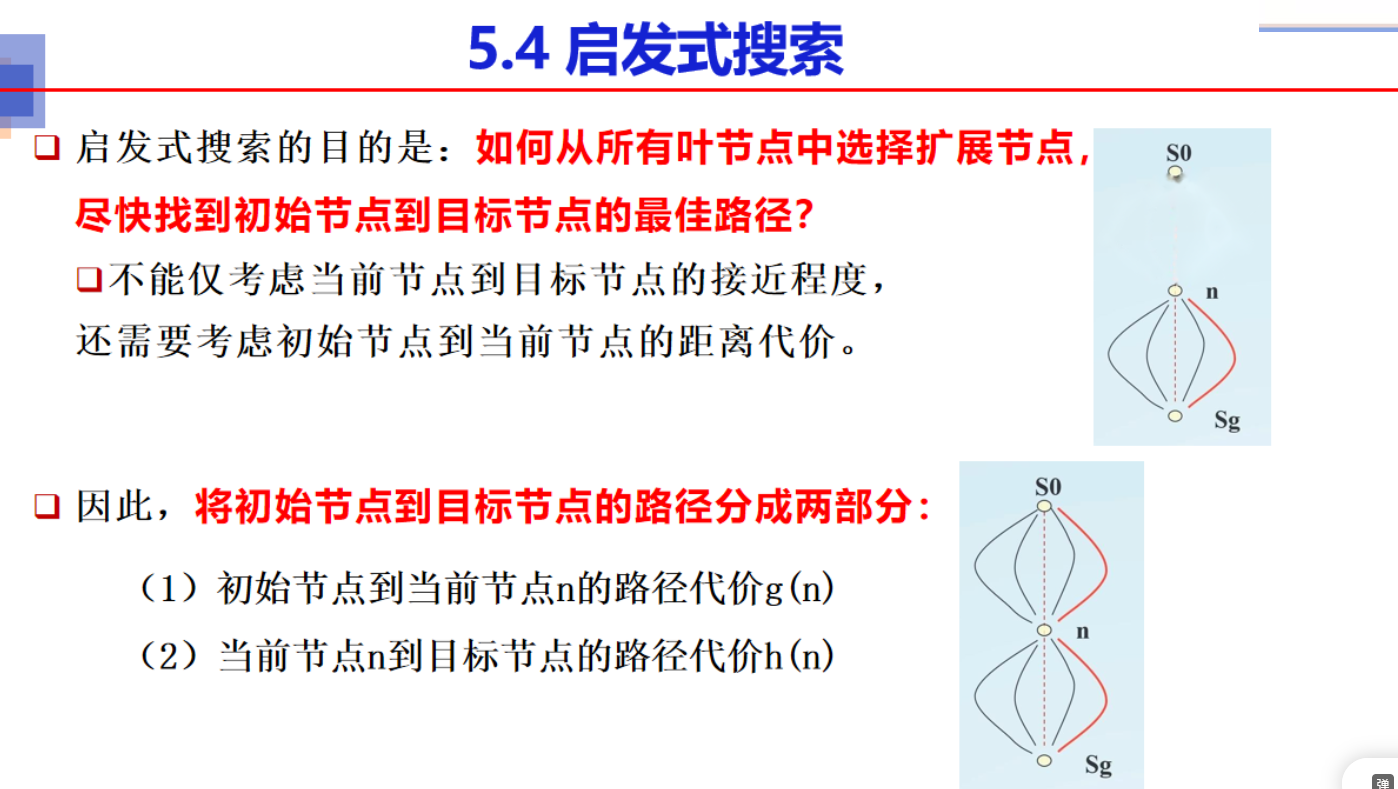 5.4 启发式搜索
启发式搜索的目的是：如何从所有叶节点中选择扩展节点，
尽快找到初始节点到目标节点的最佳路径？
不能仅考虑当前节点到目标节点的接近程度，
还需要考虑初始节点到当前节点的距离代价。
S0
n
Sg
因此，将初始节点到目标节点的路径分成两部分：
（1）初始节点到当前节点n的路径代价g(n)
（2）当前节点n到目标节点的路径代价h(n)
S0
n
Sg
弹